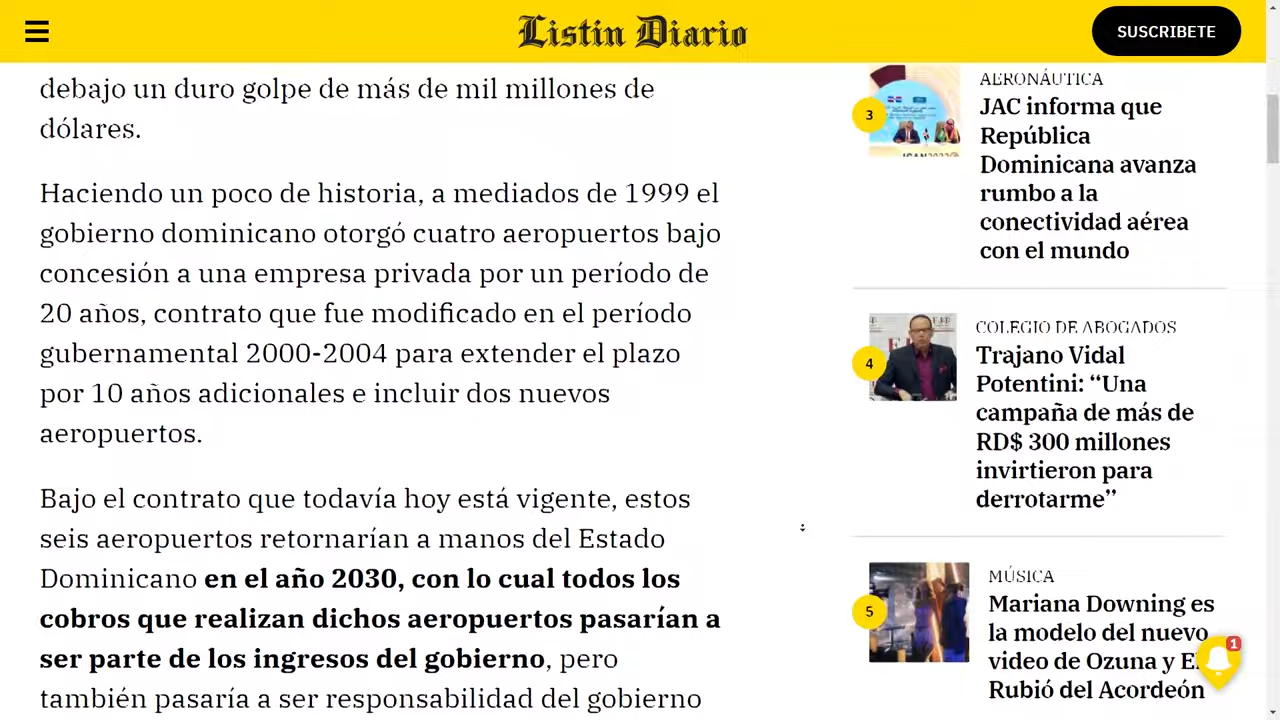 Listin Diario
SUSCRIBETE
debajo un duro golpe de más de mil millones de
dólares.
Haciendo un poco de historia, a mediados de 1999 el
gobierno dominicano otorgó cuatro aeropuertos bajo
concesión a una empresa privada por un período de
20 años, contrato que fue modificado en el período
gubernamental 2000-2004 para extender el plazo
por 10 años adicionales e incluir dos nuevos
aeropuertos.
Bajo el contrato que todavía hoy está vigente, estos
seis aeropuertos retornarían a manos del Estado
Dominicano en el año 2030, con lo cual todos los
cobros que realizan dichos aeropuertos pasarían a
ser parte de los ingresos del gobierno, pero
también pasaría a ser responsabilidad del gobierno
3
AERONÁUTICA
JAC informa que
República
Dominicana avanza
rumbo a la
conectividad aérea
con el mundo
4
COLEGIO DE ABOGADOS
Trajano Vidal
Potentini: “Una
campaña de más de
RD$ 300 millones
invirtieron para
derrotarme”
5
MÚSICA
Mariana Downing es
la modelo del nuevo
video de Ozuna y El
Rubió del Acordeón
1